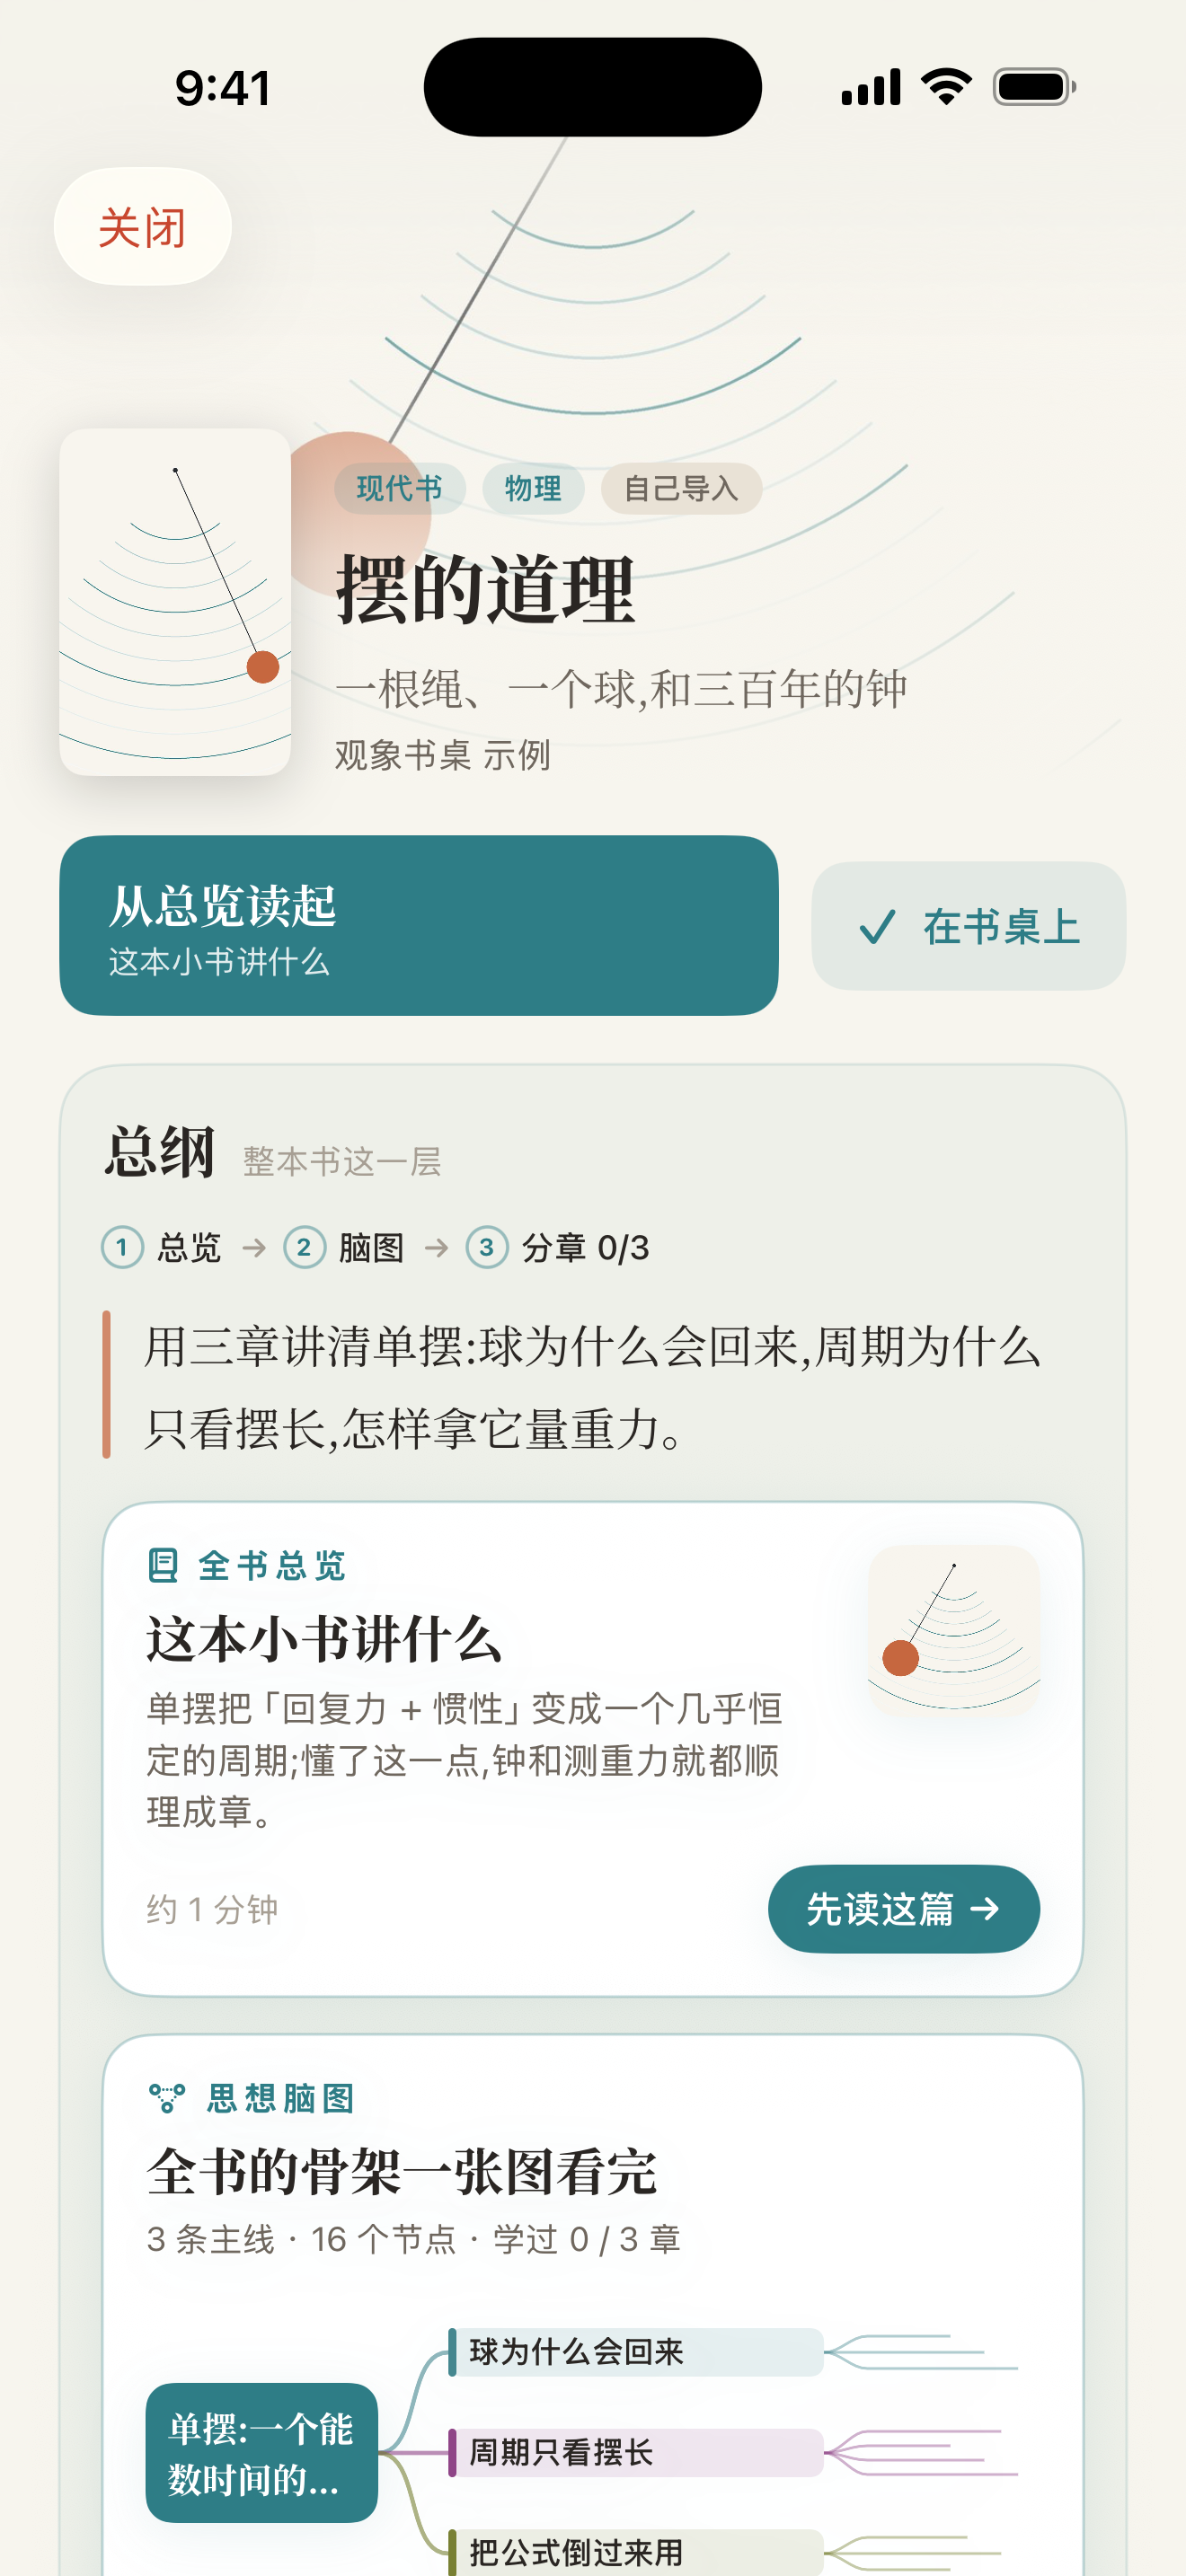 9:41
关闭
现代书 物理 自己导入
摆的道理
一根绳、一个球,和三百年的钟
观象书桌 示例
从总览读起
这本小书讲什么
在书桌上
总纲 整本书这一层
1 总览 → 2 脑图 → 3 分章 0/3
用三章讲清单摆:球为什么会回来,周期为什么
只看摆长,怎样拿它量重力。
全书总览
这本小书讲什么
单摆把「回复力 + 惯性」变成一个几乎恒
定的周期;懂了这一点,钟和测重力就都顺
理成章。
约 1 分钟
先读这篇 →
思想脑图
全书的骨架一张图看完
3 条主线 · 16 个节点 · 学过 0 / 3 章
球为什么会回来
单摆:一个能
数时间的...
周期只看摆长
把公式倒过来用